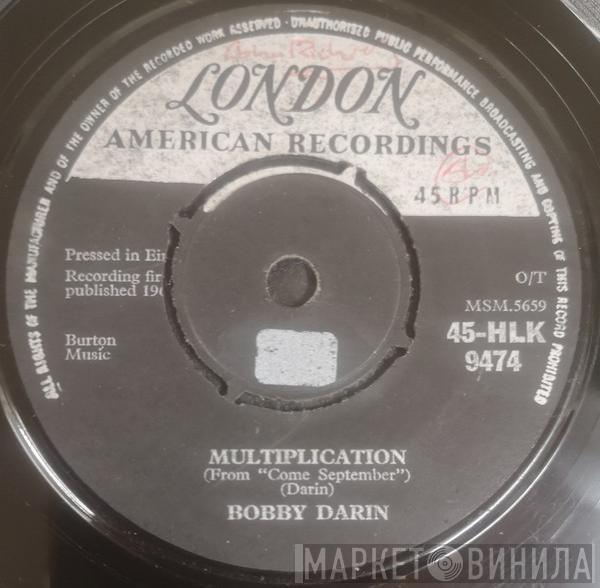 ALL RIGHTS OF THE MANUFACTURER AND OF THE OWNER OF THE RECORDED WORK RESERVED · UNAUTHORISED PUBLIC PERFORMANCE BROADCASTING AND COPYING OF THIS RECORD PROHIBITED
LONDON
AMERICAN RECORDINGS
45 RPM
Pressed in Eir
Recording fir
published 196
O/T
MSM.5659
Burton
Music
45-HLK
9474
MULTIPLICATION
(From "Come September")
(Darin)
BOBBY DARIN
МАРКЕТ ВИНИЛА